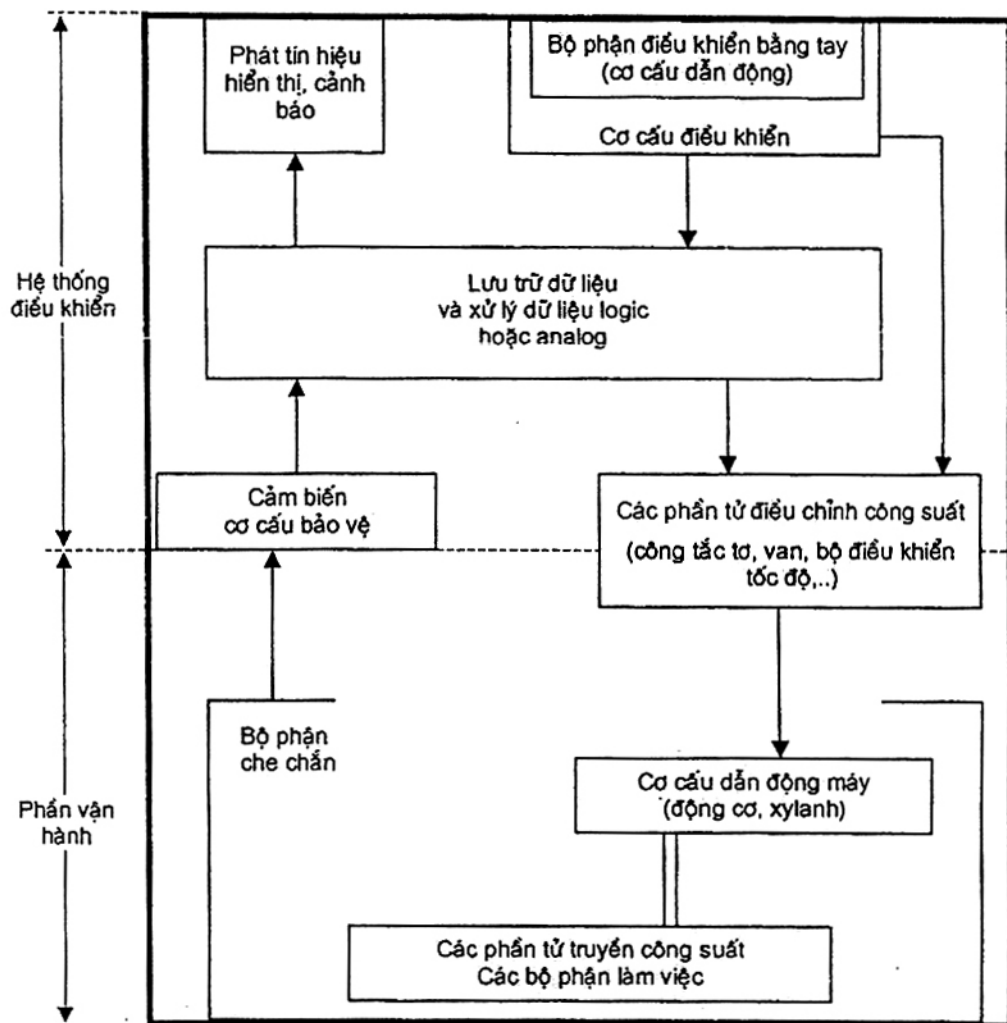 Phát tín hiệu
hiển thị, cảnh
báo
Bộ phận điều khiển bằng tay
(cơ cấu dẫn động)
Cơ cấu điều khiển
Hệ thống
điều khiển
Lưu trữ dữ liệu
và xử lý dữ liệu logic
hoặc analog
Cảm biến
cơ cấu bảo vệ
Các phần tử điều chỉnh công suất
(công tắc tơ, van, bộ điều khiển
tốc độ,..)
Bộ phận
che chắn
Phần vận
hành
Cơ cấu dẫn động máy
(động cơ, xylanh)
Các phần tử truyền công suất
Các bộ phận làm việc